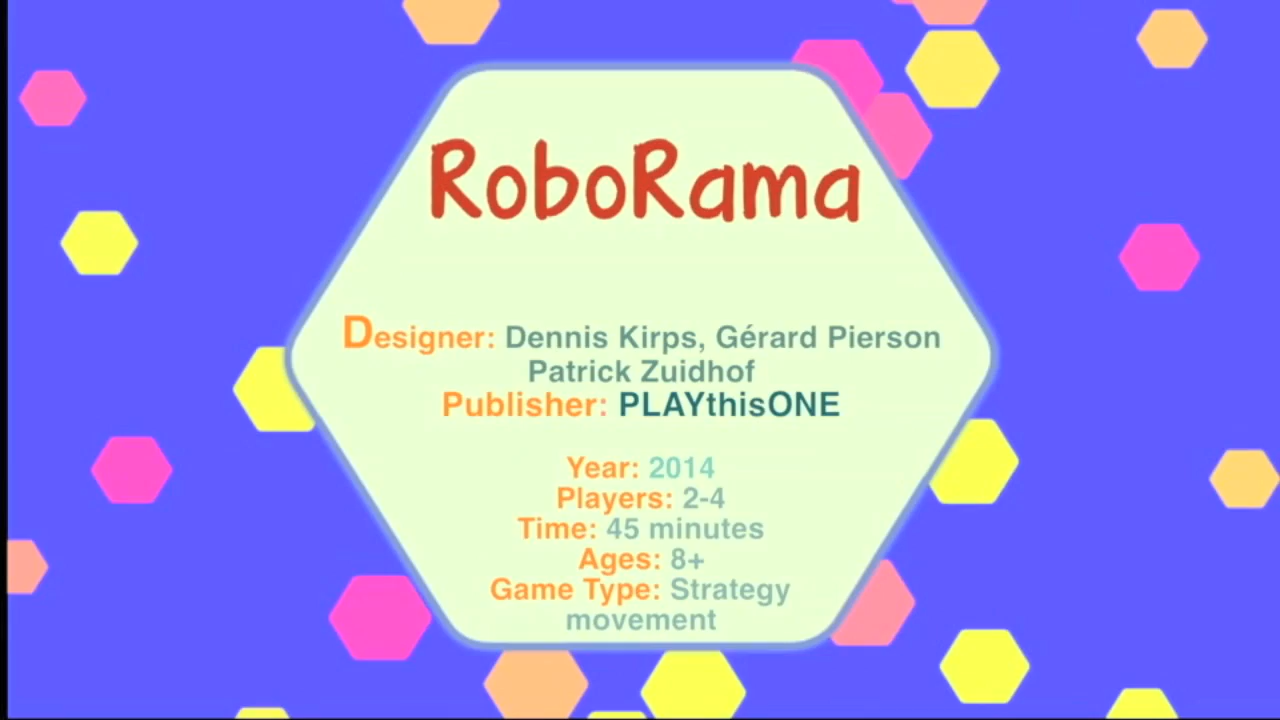 RoboRama
Designer: Dennis Kirps, Gérard Pierson
Patrick Zuidhof
Publisher: PLAYthisONE
Year: 2014
Players: 2-4
Time: 45 minutes
Ages: 8+
Game Type: Strategy
movement